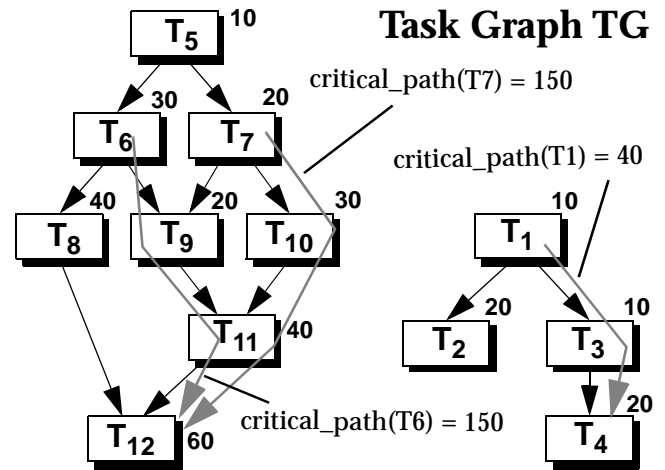 Task Graph TG
T5 10
critical_path(T7) = 150
T6 30
T7 20
critical_path(T1) = 40
T8 40
T9 20
T10 30
T1 10
T11 40
T2 20
T3 10
T12 60
critical_path(T6) = 150
T4 20